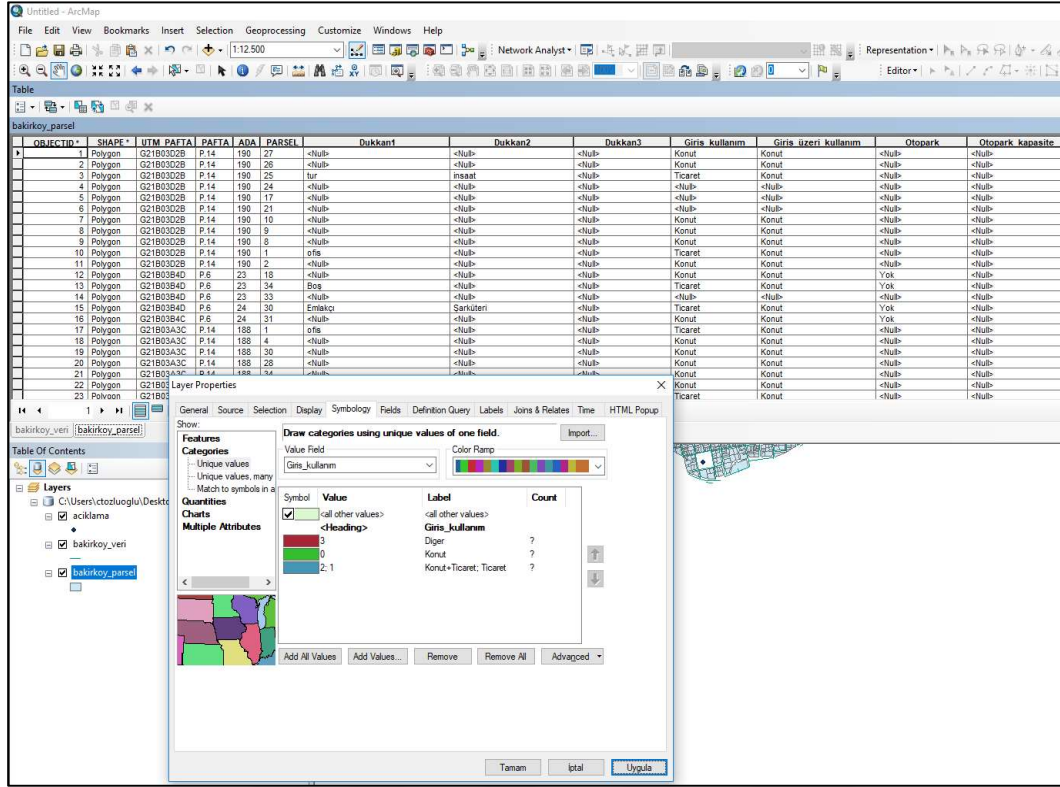 Untitled - ArcMap
File Edit View Bookmarks Insert Selection Geoprocessing Customize Windows Help
1:12.500 Network Analyst Representation
Editor
Table
bakirkoy_parsel
OBJECTID * SHAPE * UTM_PAFTA PAFTA ADA PARSEL Dukkan1 Dukkan2 Dukkan3 Giris_kullanım Giris_üzeri_kullanım Otopark Otopark_kapasite
1 Polygon G21B03D2B P.14 190 27 <Null> <Null> <Null> Konut Konut <Null> <Null>
2 Polygon G21B03D2B P.14 190 26 <Null> <Null> <Null> Konut Konut <Null> <Null>
3 Polygon G21B03D2B P.14 190 25 tur insaat <Null> Ticaret Konut <Null> <Null>
4 Polygon G21B03D2B P.14 190 24 <Null> <Null> <Null> <Null> <Null> <Null> <Null>
5 Polygon G21B03D2B P.14 190 17 <Null> <Null> <Null> <Null> <Null> <Null> <Null>
6 Polygon G21B03D2B P.14 190 21 <Null> <Null> <Null> <Null> <Null> <Null> <Null>
7 Polygon G21B03D2B P.14 190 10 <Null> <Null> <Null> Konut Konut <Null> <Null>
8 Polygon G21B03D2B P.14 190 9 <Null> <Null> <Null> Konut Konut <Null> <Null>
9 Polygon G21B03D2B P.14 190 8 <Null> <Null> <Null> Konut Konut <Null> <Null>
10 Polygon G21B03D2B P.14 190 1 ofis <Null> <Null> Ticaret Konut <Null> <Null>
11 Polygon G21B03D2B P.14 190 2 <Null> <Null> <Null> Konut Konut <Null> <Null>
12 Polygon G21B03B4D P.6 23 18 <Null> <Null> <Null> Konut Konut Yok <Null>
13 Polygon G21B03B4D P.6 23 34 Boş <Null> <Null> Ticaret Konut Yok <Null>
14 Polygon G21B03B4D P.6 23 33 <Null> <Null> <Null> <Null> <Null> <Null> <Null>
15 Polygon G21B03B4D P.6 24 30 Emlakçı Şarküteri <Null> Ticaret Konut Yok <Null>
16 Polygon G21B03B4C P.6 24 31 <Null> <Null> <Null> Konut Konut Yok <Null>
17 Polygon G21B03A3C P.14 188 1 ofis <Null> <Null> Ticaret Konut <Null> <Null>
18 Polygon G21B03A3C P.14 188 4 <Null> <Null> <Null> Konut Konut <Null> <Null>
19 Polygon G21B03A3C P.14 188 30 <Null> <Null> <Null> Konut Konut <Null> <Null>
20 Polygon G21B03A3C P.14 188 28 <Null> <Null> <Null> Konut Konut <Null> <Null>
21 Polygon G21B03A3C P.14 188 34 <Null> <Null> <Null> Konut Konut <Null> <Null>
22 Polygon G21B03 Konut Konut <Null> <Null>
23 Polygon G21B03 Ticaret Konut <Null> <Null>
1
bakirkoy_veri bakirkoy_parsel
Table Of Contents
Layers
C:\Users\ctozluoglu\Deskto
aciklama
bakirkoy_veri
bakirkoy_parsel
Layer Properties
General Source Selection Display Symbology Fields Definition Query Labels Joins & Relates Time HTML Popup
Show:
Features
Categories
Unique values
Unique values, many
Match to symbols in a
Quantities
Charts
Multiple Attributes
Draw categories using unique values of one field.
Import...
Value Field Color Ramp
Giris_kullanım
Symbol Value Label Count
<all other values> <all other values>
<Heading> Giris_kullanım
3 Diger ?
0 Konut ?
2; 1 Konut+Ticaret; Ticaret ?
Add All Values Add Values... Remove Remove All Advanced
Tamam İptal Uygula